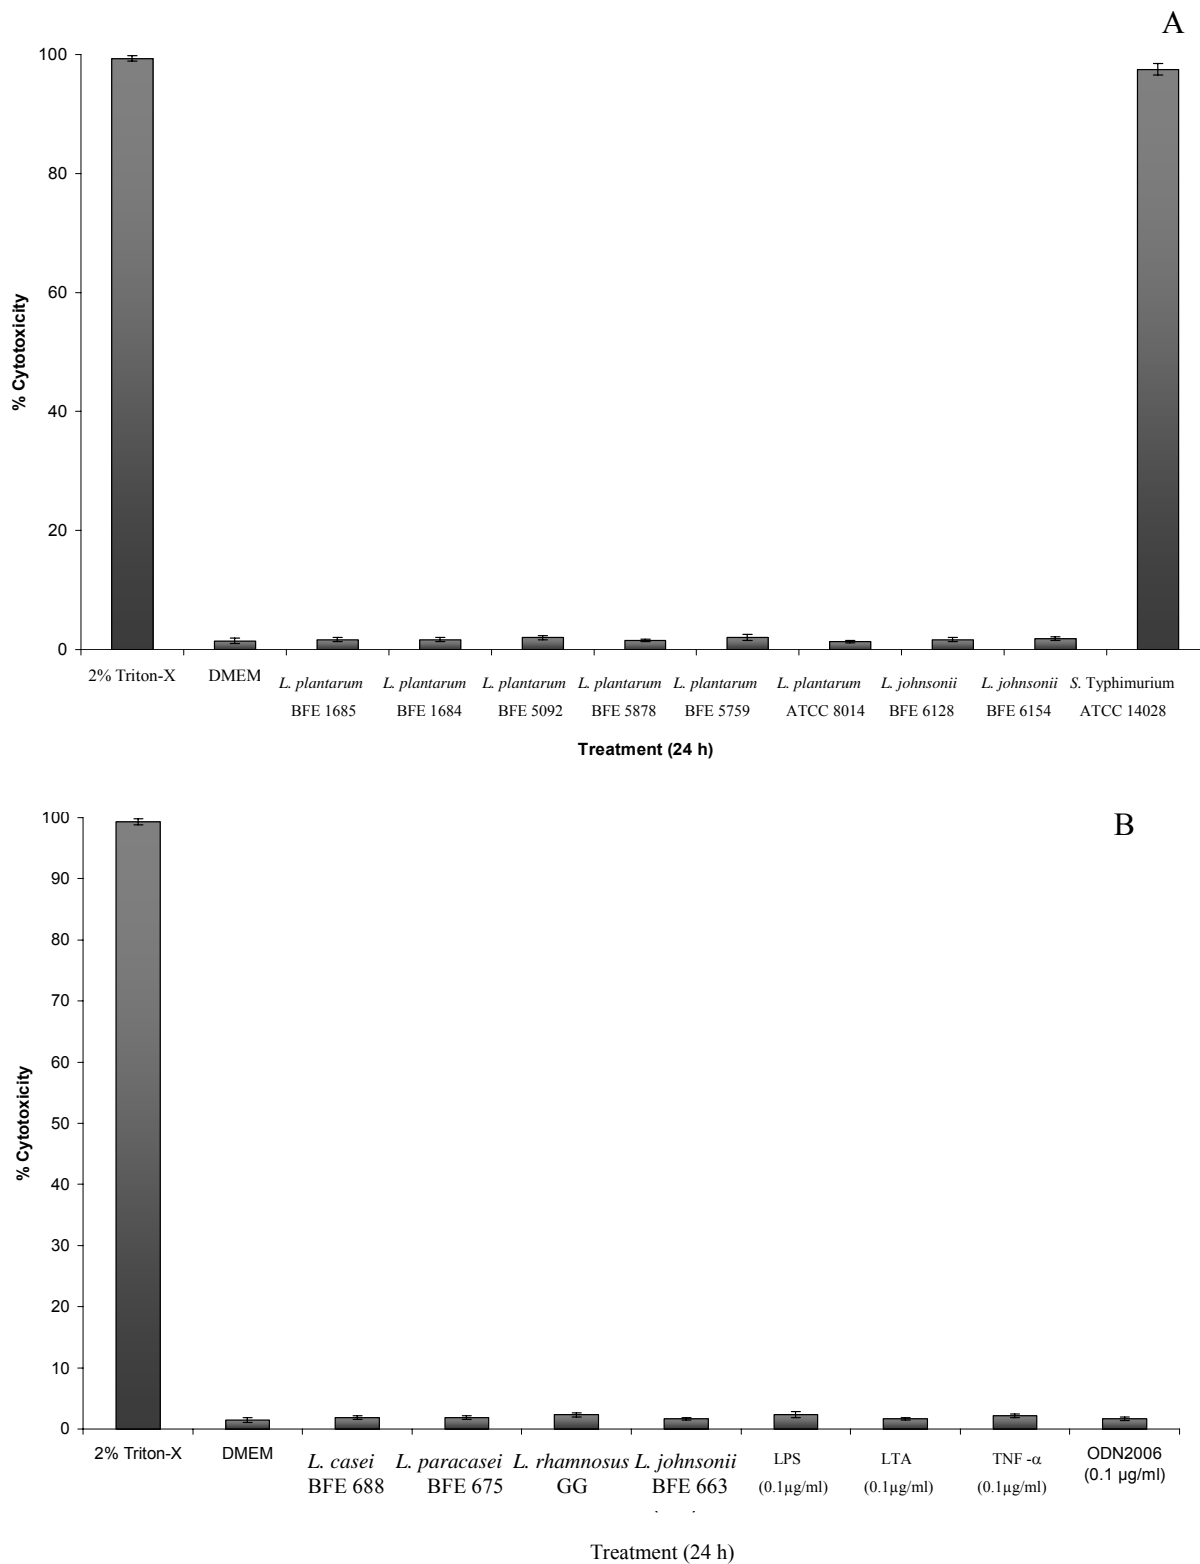 A
100
80
60
40
20
0
% Cytotoxicity
2% Triton-X DMEM L. plantarum L. plantarum L. plantarum L. plantarum L. plantarum L. plantarum L. johnsonii L. johnsonii S. Typhimurium
BFE 1685 BFE 1684 BFE 5092 BFE 5878 BFE 5759 ATCC 8014 BFE 6128 BFE 6154 ATCC 14028
Treatment (24 h)
B
100
90
80
70
60
50
40
30
20
10
0
% Cytotoxicity
2% Triton-X DMEM L. casei L. paracasei L. rhamnosus L. johnsonii LPS LTA TNF -α ODN2006
BFE 688 BFE 675 GG BFE 663 (0.1µg/ml) (0.1µg/ml) (0.1µg/ml) (0.1 µg/ml)
Treatment (24 h)